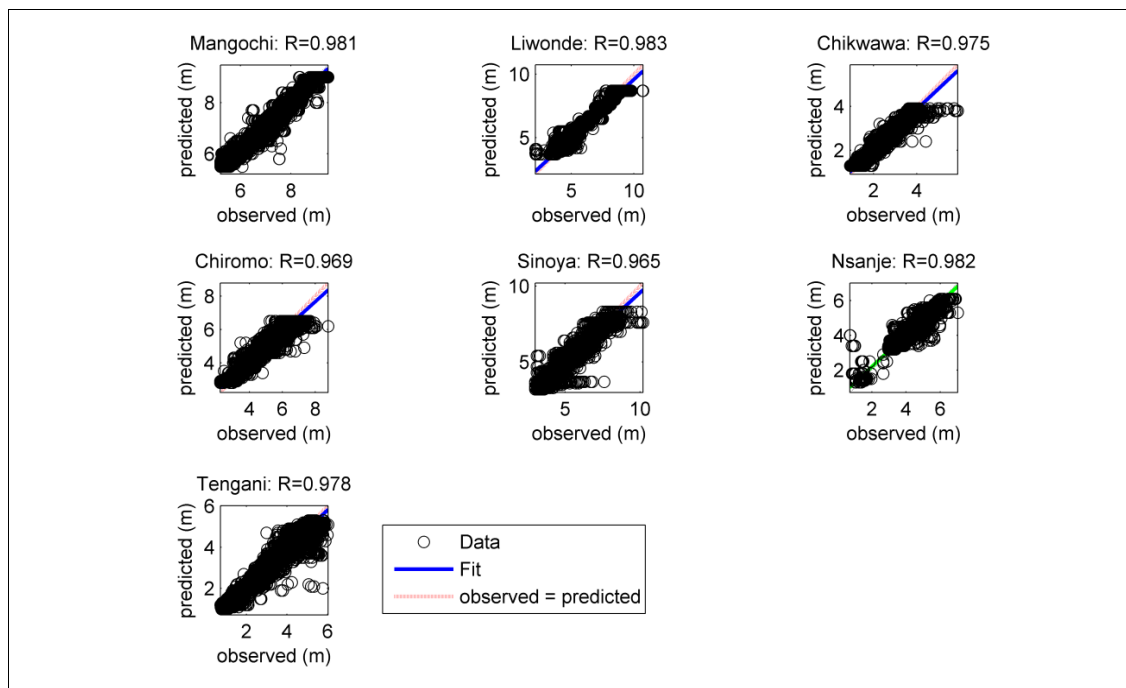 Mangochi: R=0.981
predicted (m)
8
6
6 8
observed (m)
Liwonde: R=0.983
predicted (m)
10
5
5 10
observed (m)
Chikwawa: R=0.975
predicted (m)
4
2
2 4
observed (m)
Chiromo: R=0.969
predicted (m)
8
6
4
4 6 8
observed (m)
Sinoya: R=0.965
predicted (m)
10
5
5 10
observed (m)
Nsanje: R=0.982
predicted (m)
6
4
2
2 4 6
observed (m)
Tengani: R=0.978
predicted (m)
6
4
2
2 4 6
observed (m)
Data
Fit
observed = predicted